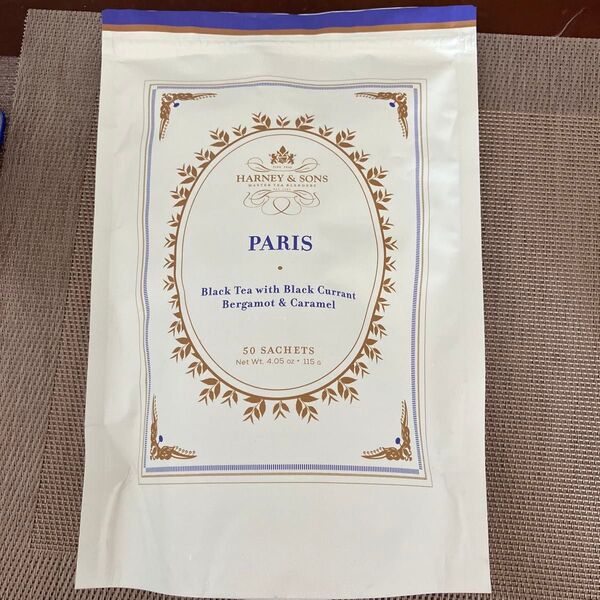 HARNEY & SONS
MASTER TEA BLENDERS
PARIS
Black Tea with Black Currant
Bergamot & Caramel
50 SACHETS
Net Wt. 4.05 oz • 115 g